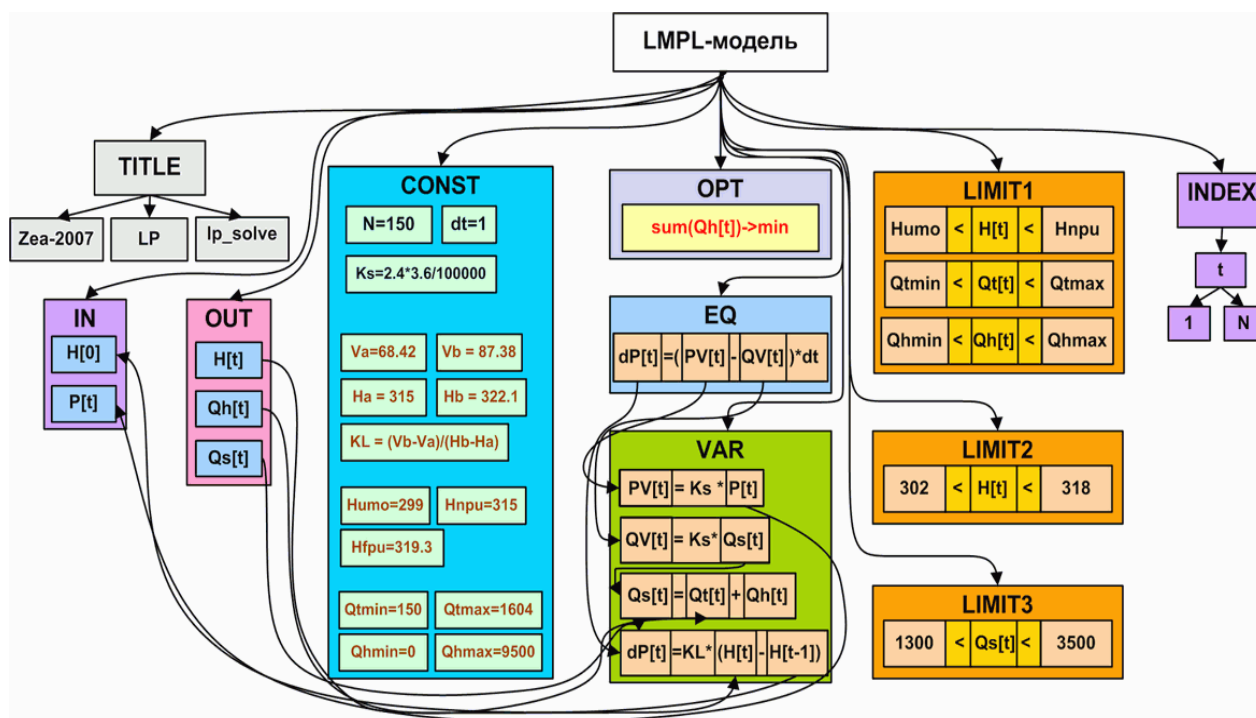 LMPL-модель
TITLE
Zea-2007 LP lp_solve
IN
H[0]
P[t]
OUT
H[t]
Qh[t]
Qs[t]
CONST
N=150 dt=1
Ks=2.4*3.6/100000
Va=68.42 Vb = 87.38
Ha = 315 Hb = 322.1
KL = (Vb-Va)/(Hb-Ha)
Humo=299 Hnpu=315
Hfpu=319.3
Qtmin=150 Qtmax=1604
Qhmin=0 Qhmax=9500
OPT
sum(Qh[t])->min
EQ
dP[t] =( PV[t] - QV[t] )*dt
VAR
PV[t] = Ks * P[t]
QV[t] = Ks* Qs[t]
Qs[t] = Qt[t] + Qh[t]
dP[t] =KL* (H[t] - H[t-1])
LIMIT1
Humo < H[t] < Hnpu
Qtmin < Qt[t] < Qtmax
Qhmin < Qh[t] < Qhmax
LIMIT2
302 < H[t] < 318
LIMIT3
1300 < Qs[t] < 3500
INDEX
t
1 N